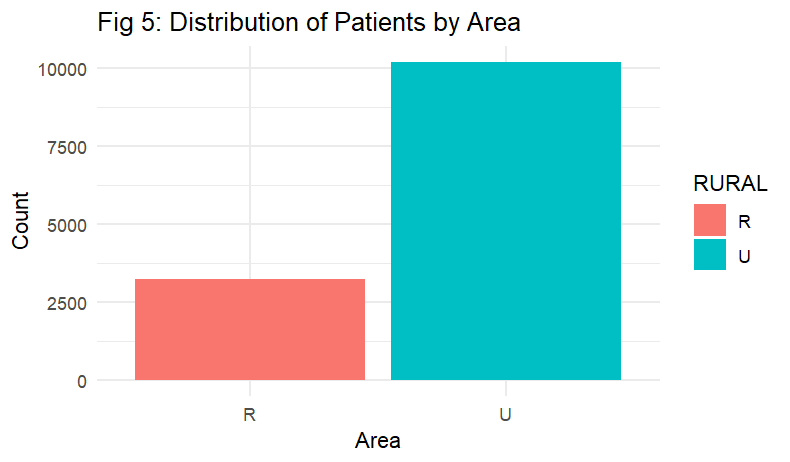 Fig 5: Distribution of Patients by Area
10000
7500
5000
2500
0
Count
R
U
Area
RURAL
R
U